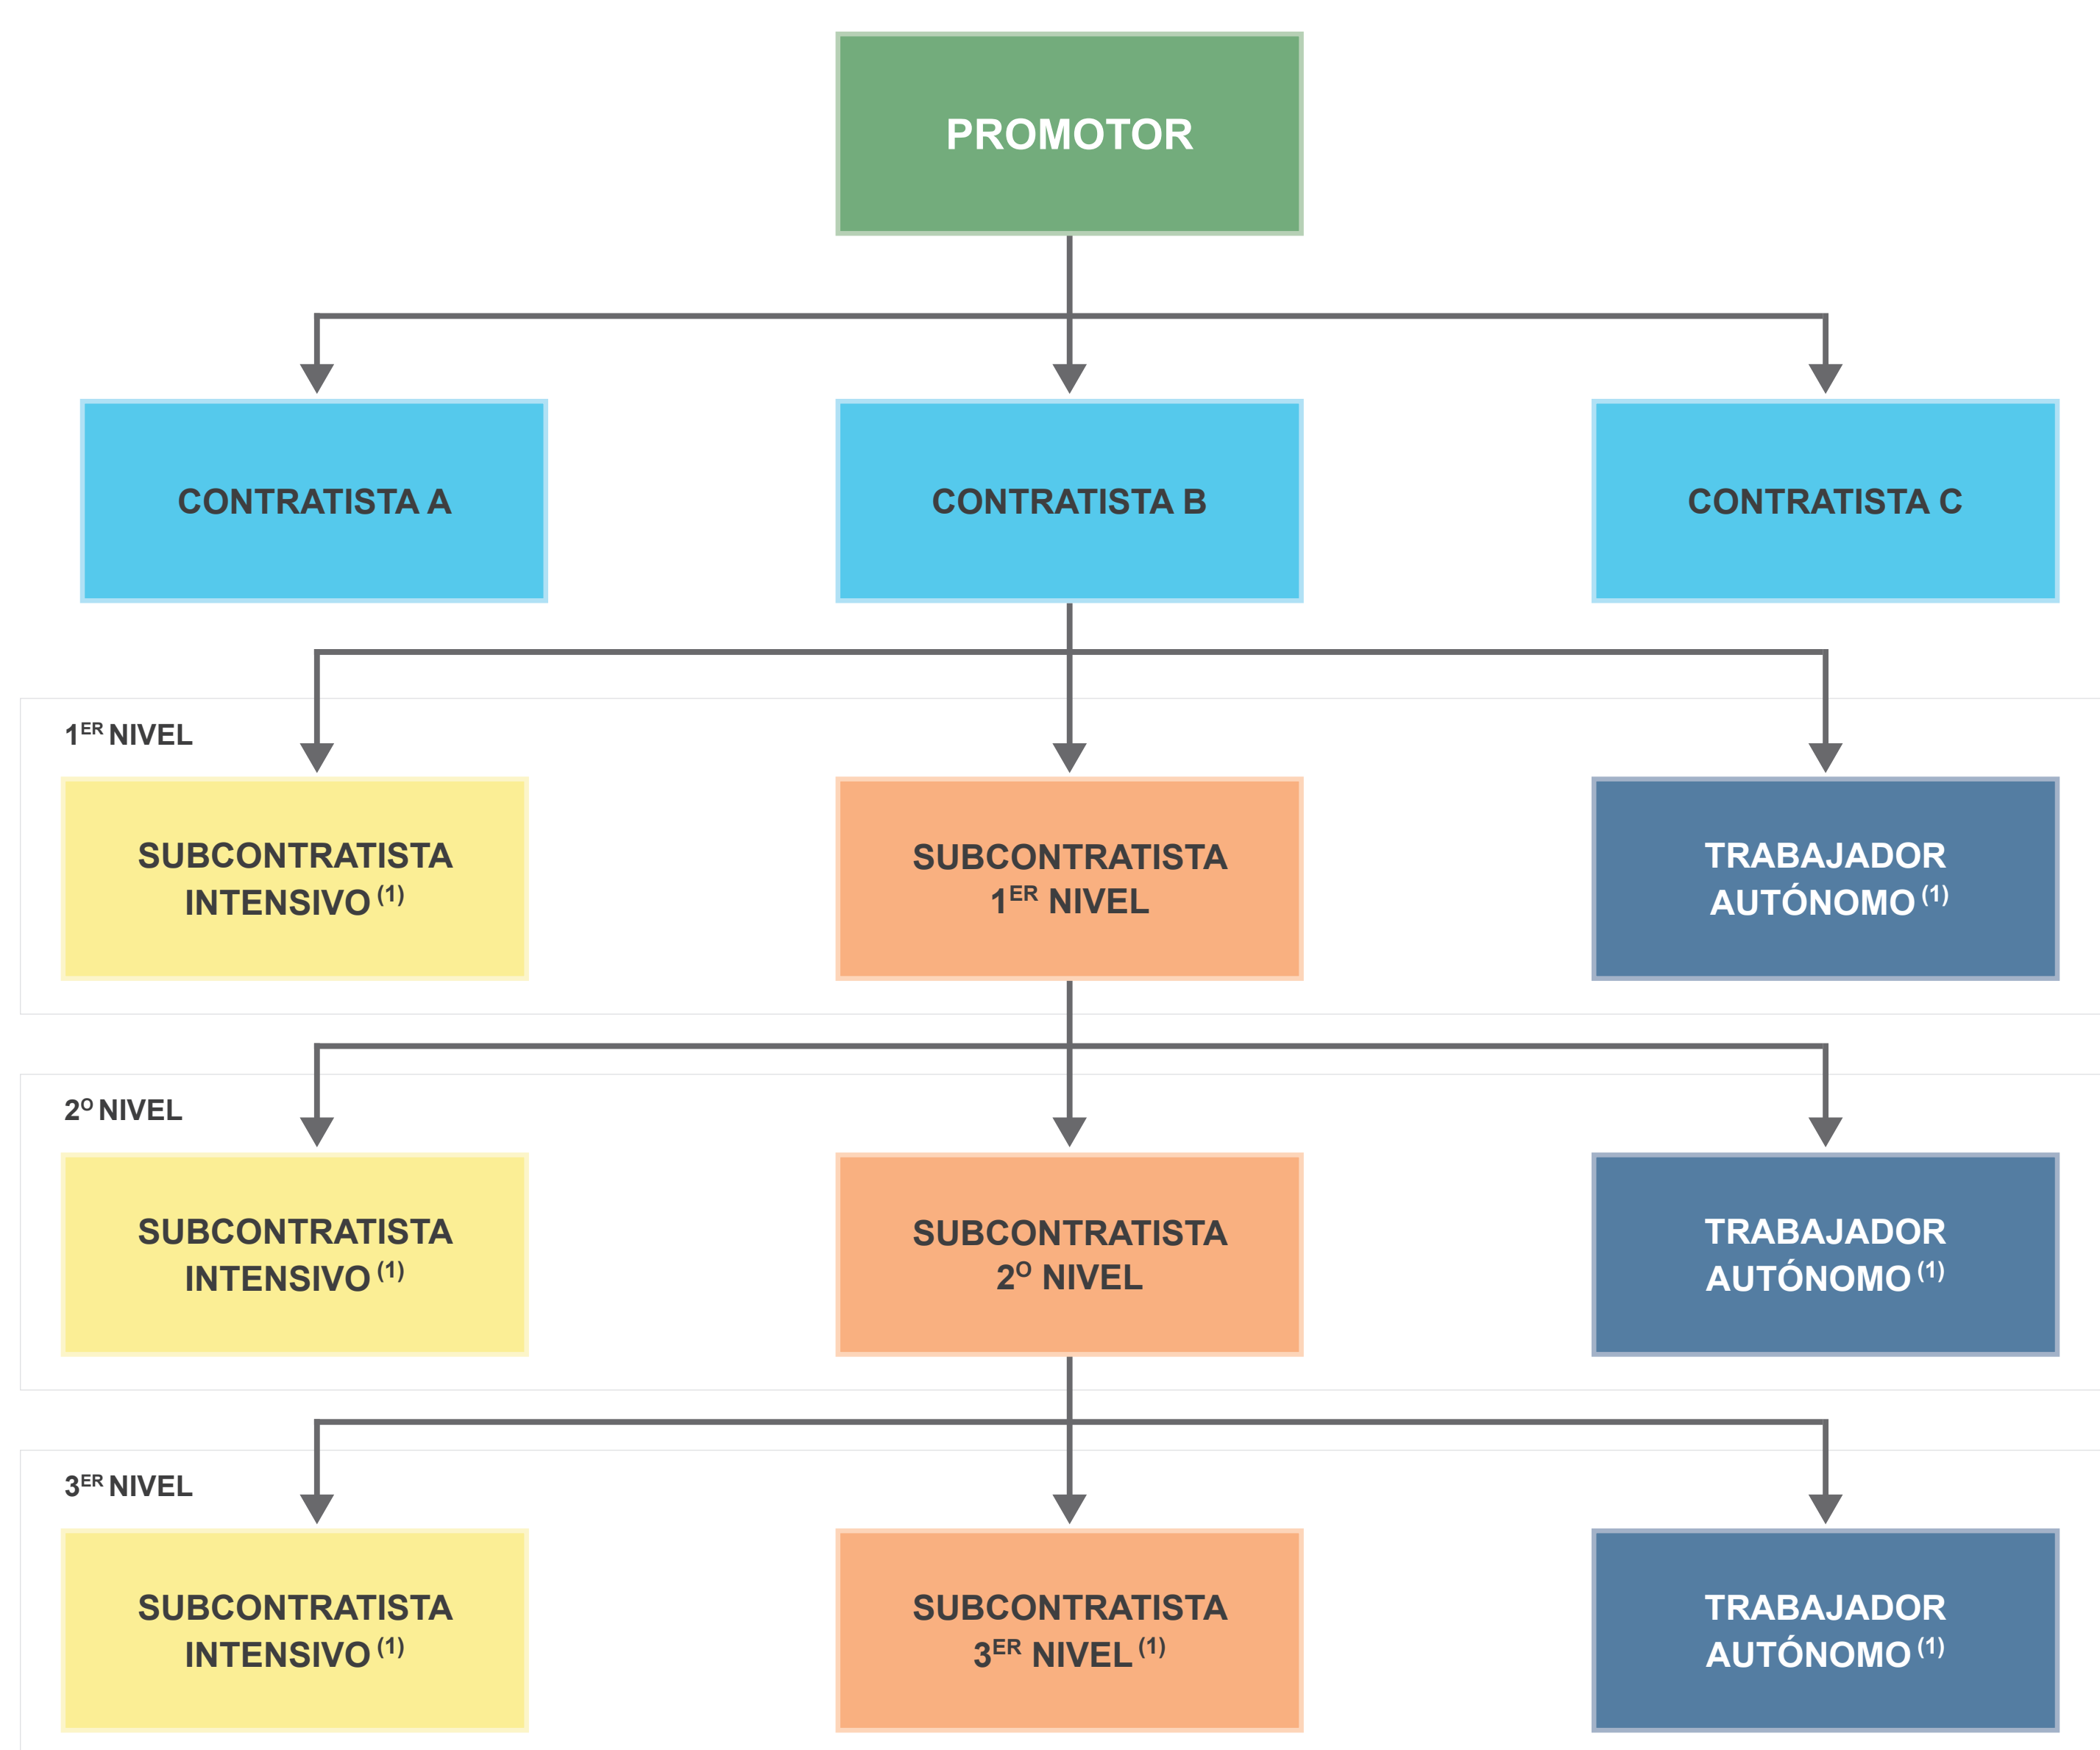 PROMOTOR
CONTRATISTA A
CONTRATISTA B
CONTRATISTA C
1ER NIVEL
SUBCONTRATISTA
INTENSIVO (1)
SUBCONTRATISTA
1ER NIVEL
TRABAJADOR
AUTÓNOMO (1)
2O NIVEL
SUBCONTRATISTA
INTENSIVO (1)
SUBCONTRATISTA
2O NIVEL
TRABAJADOR
AUTÓNOMO (1)
3ER NIVEL
SUBCONTRATISTA
INTENSIVO (1)
SUBCONTRATISTA
3ER NIVEL (1)
TRABAJADOR
AUTÓNOMO (1)